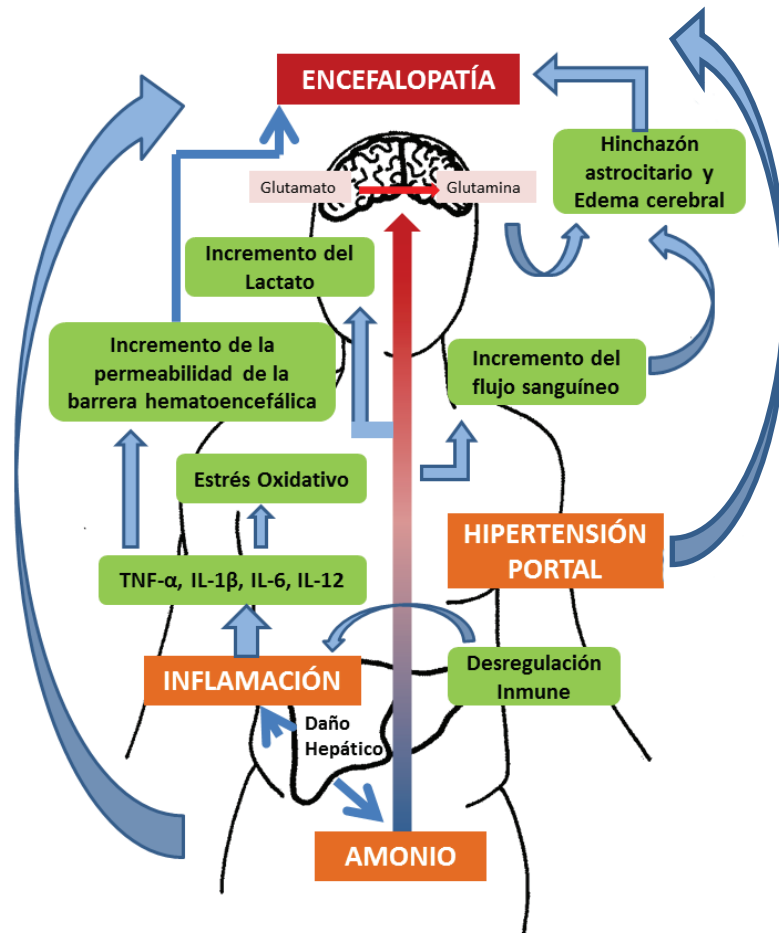 ENCEFALOPATÍA
Hinchazón
astrocitario y
Edema cerebral
Glutamato
Glutamina
Incremento del
Lactato
Incremento de la
permeabilidad de la
barrera hematoencefálica
Incremento del
flujo sanguíneo
Estrés Oxidativo
HIPERTENSIÓN
PORTAL
TNF-α, IL-1β, IL-6, IL-12
INFLAMACIÓN
Desregulación
Inmune
Daño
Hepático
AMONIO